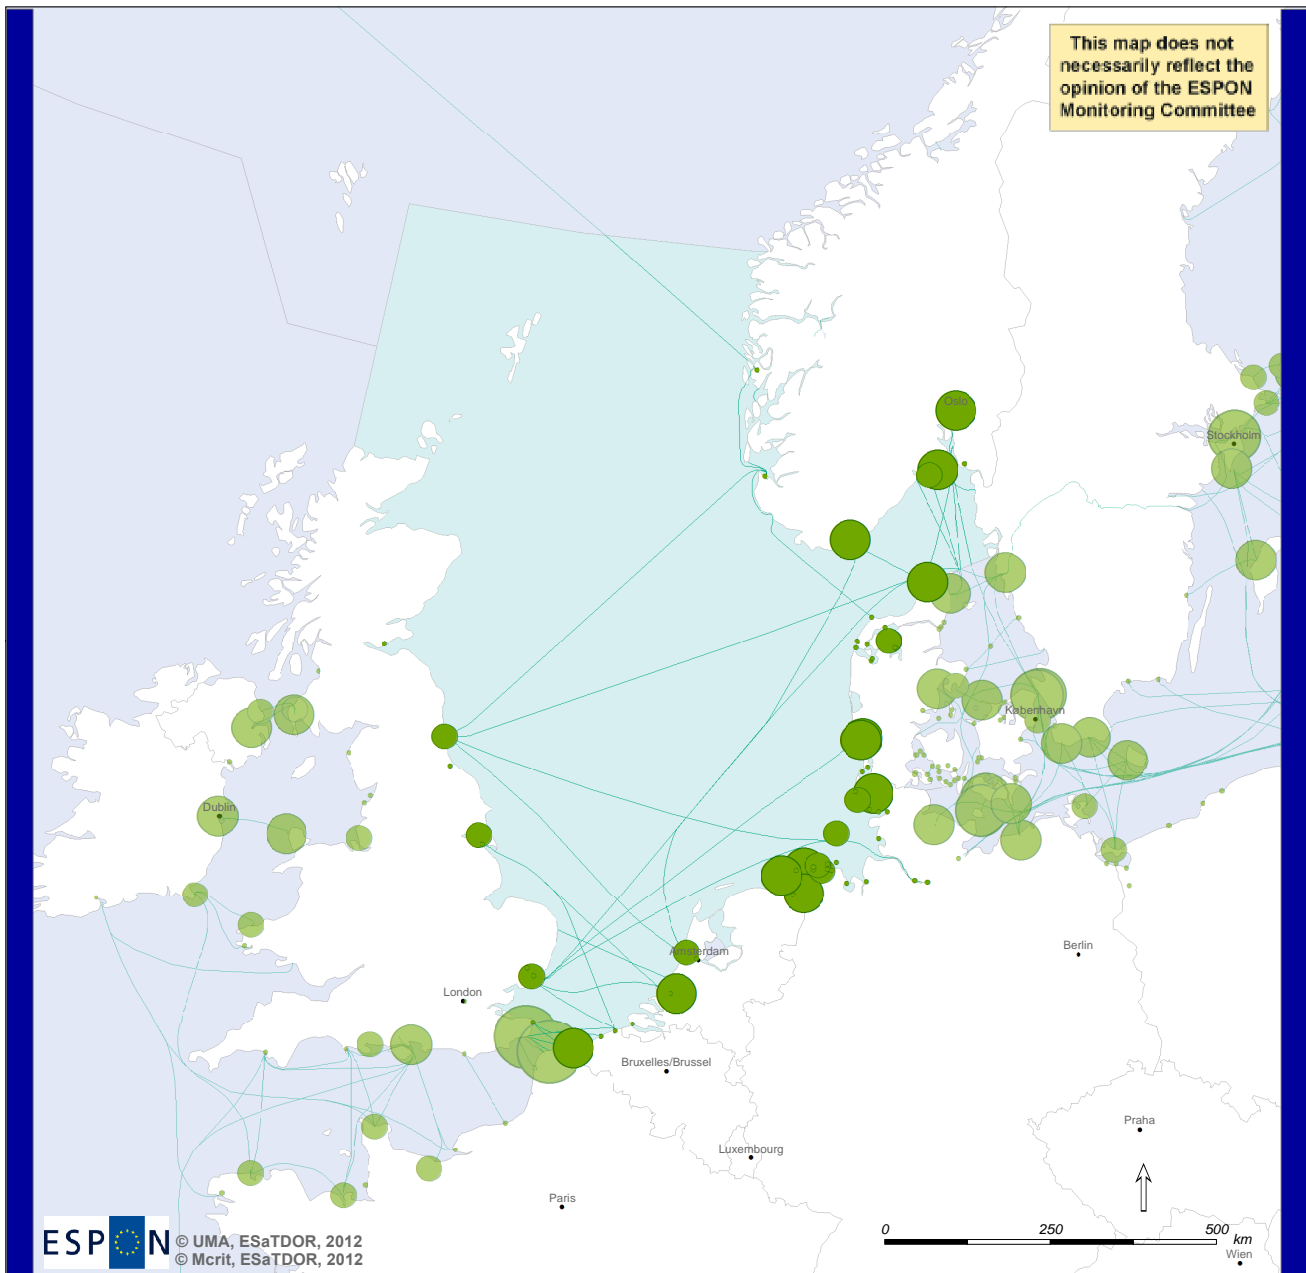 This map does not
necessarily reflect the
opinion of the ESPON
Monitoring Committee
Oslo
Stockholm
København
Dublin
Amsterdam
Berlin
London
Bruxelles/Brussel
Praha
Luxembourg
Paris
ESPON
© UMA, ESaTDOR, 2012
© Mcrit, ESaTDOR, 2012
0 250 500
km
Wien